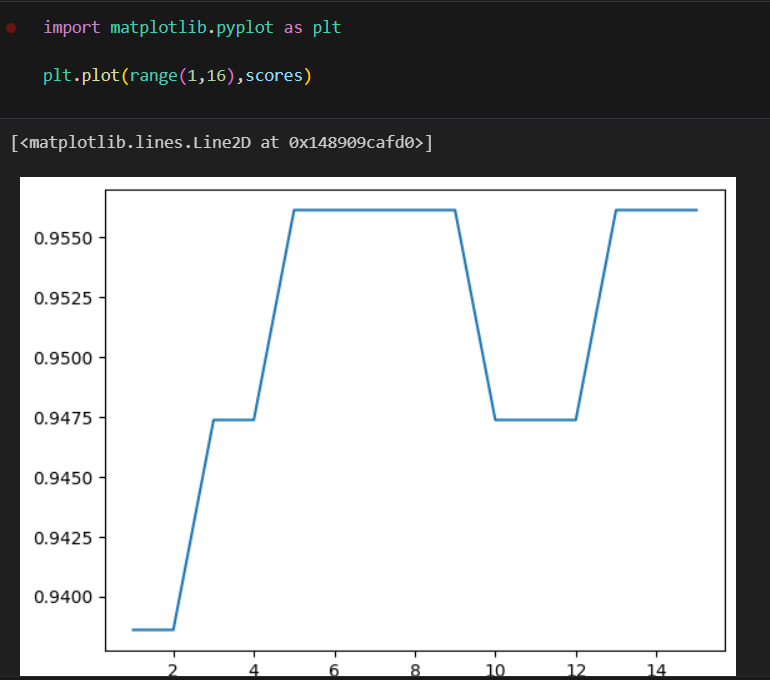 import matplotlib.pyplot as plt
plt.plot(range(1,16),scores)
[<matplotlib.lines.Line2D at 0x148909cafd0>]
0.9550
0.9525
0.9500
0.9475
0.9450
0.9425
0.9400
2 4 6 8 10 12 14